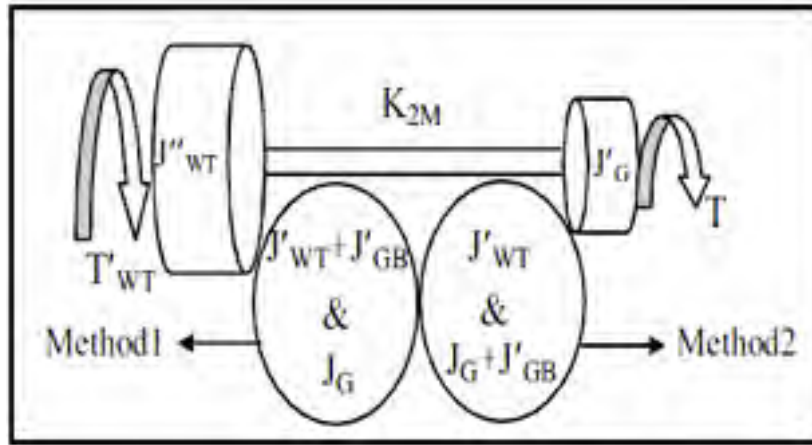 K₂M
J″WT
J′G
T′WT
T
J′WT+J′GB
&
JG
J′WT
&
JG+J′GB
Method1
Method2